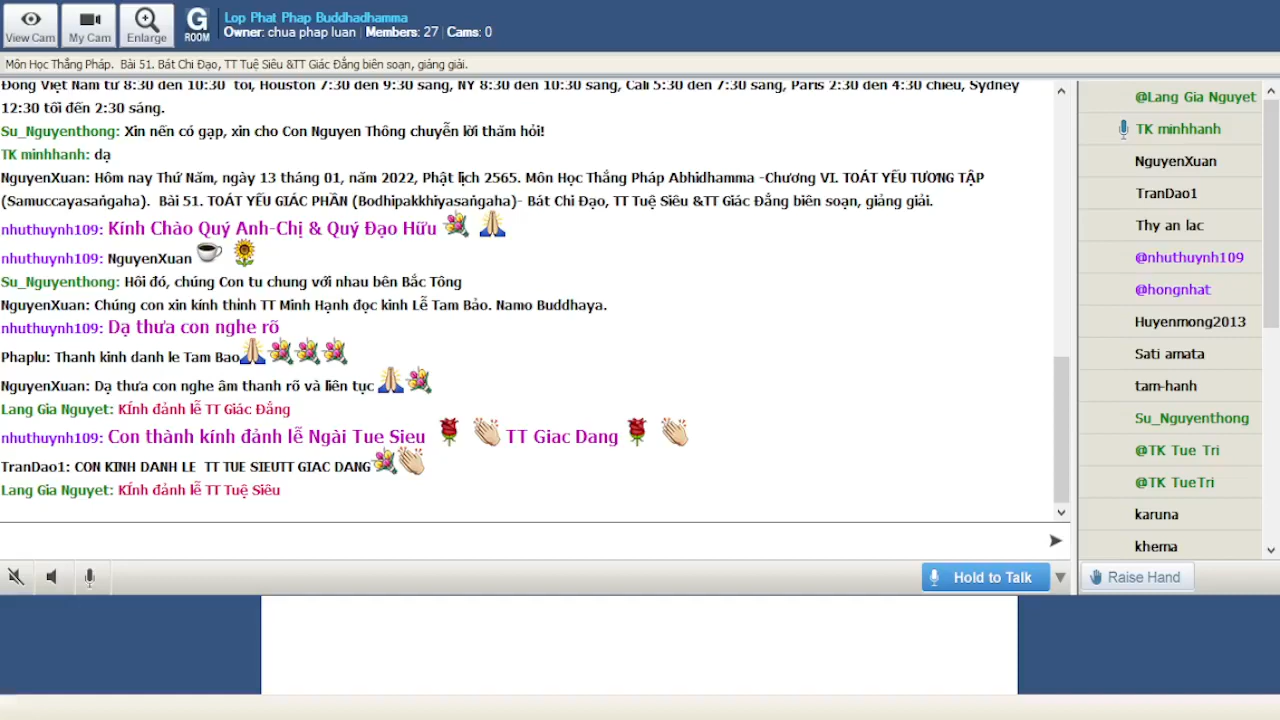 View Cam
My Cam
Enlarge
G
ROOM
Lop Phat Phap Buddhadhamma
Owner: chua phap luan | Members: 27 | Cams: 0
Môn Học Thắng Pháp. Bài 51. Bát Chi Đạo, TT Tuệ Siêu &TT Giác Đẳng biên soạn, giảng giải.
Đông Việt Nam từ 8:30 đến 10:30 tối, Houston 7:30 đến 9:30 sáng, NY 8:30 đến 10:30 sáng, Cali 5:30 đến 7:30 sáng, Paris 2:30 đến 4:30 chiều, Sydney
12:30 tối đến 2:30 sáng.
Su_Nguyenthong: Xin nến có gạp, xin cho Con Nguyen Thông chuyễn lời thăm hỏi!
TK minhhanh: dạ
NguyenXuan: Hôm nay Thứ Năm, ngày 13 tháng 01, năm 2022, Phật lịch 2565. Môn Học Thắng Pháp Abhidhamma -Chương VI. TOÁT YẾU TƯƠNG TẬP
(Samuccayasaṅgaha). Bài 51. TOÁT YẾU GIÁC PHẦN (Bodhipakkhiyasaṅgaha)- Bát Chi Đạo, TT Tuệ Siêu &TT Giác Đẳng biên soạn, giảng giải.
nhuthuynh109: Kính Chào Quý Anh-Chị & Quý Đạo Hữu
nhuthuynh109: NguyenXuan
Su_Nguyenthong: Hôi đó, chúng Con tu chung với nhau bên Bắc Tông
NguyenXuan: Chúng con xin kính thỉnh TT Minh Hạnh đọc kinh Lễ Tam Bảo. Namo Buddhaya.
nhuthuynh109: Dạ thưa con nghe rõ
Phaplu: Thanh kinh danh le Tam Bao
NguyenXuan: Dạ thưa con nghe âm thanh rõ và liên tục
Lang Gia Nguyet: KÍnh đảnh lễ TT Giác Đẳng
nhuthuynh109: Con thành kính đảnh lễ Ngài Tue Sieu TT Giac Dang
TranDao1: CON KINH DANH LE TT TUE SIEUTT GIAC DANG
Lang Gia Nguyet: KÍnh đảnh lễ TT Tuệ Siêu
@Lang Gia Nguyet
TK minhhanh
NguyenXuan
TranDao1
Thy an lac
@nhuthuynh109
@hongnhat
Huyenmong2013
Sati amata
tam-hanh
Su_Nguyenthong
@TK Tue Tri
@TK TueTri
karuna
khema
Hold to Talk
Raise Hand